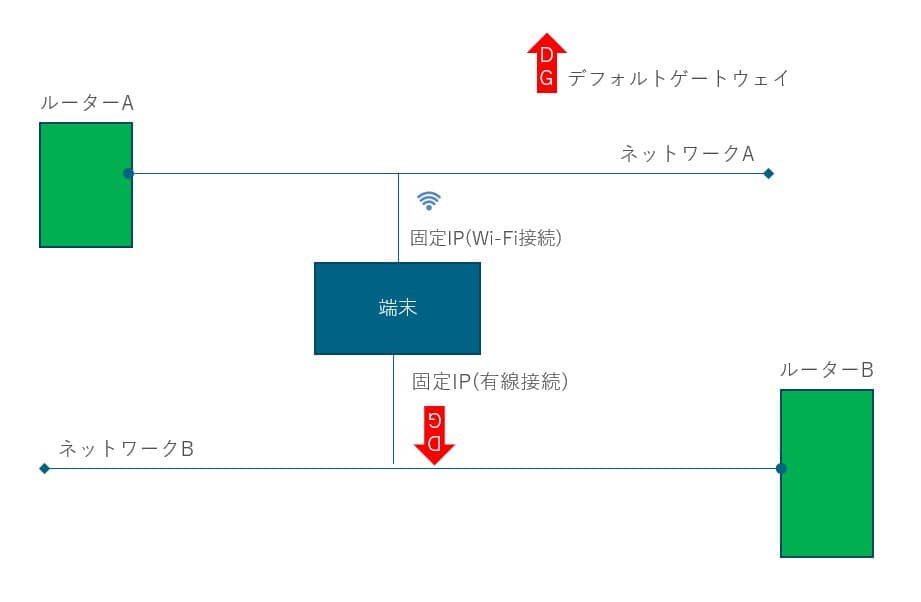 DG
デフォルトゲートウェイ
ルーターA
ネットワークA
固定IP(Wi-Fi接続)
端末
ルーターB
固定IP(有線接続)
DG
ネットワークB